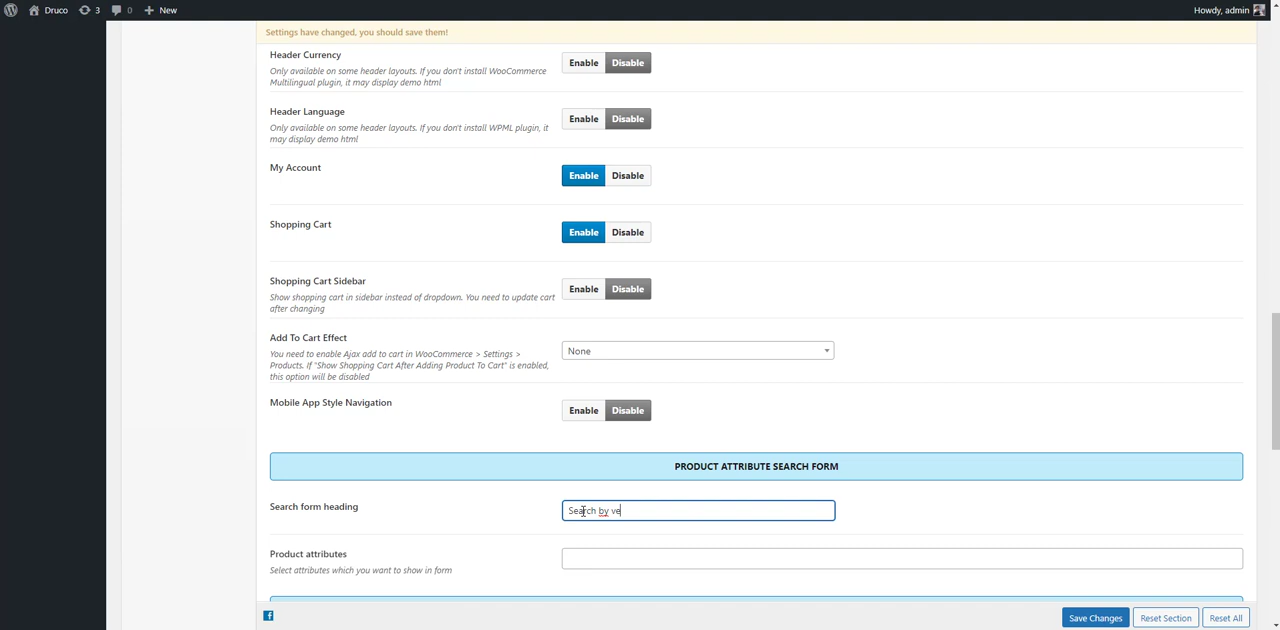 Druco 3 0 New Howdy, admin
Settings have changed, you should save them!
Header Currency
Only available on some header layouts. If you don't install WooCommerce
Multilingual plugin, it may display demo html
Enable Disable
Header Language
Only available on some header layouts. If you don't install WPML plugin, it
may display demo html
Enable Disable
My Account
Enable Disable
Shopping Cart
Enable Disable
Shopping Cart Sidebar
Show shopping cart in sidebar instead of dropdown. You need to update cart
after changing
Enable Disable
Add To Cart Effect
You need to enable Ajax add to cart in WooCommerce > Settings >
Products. If "Show Shopping Cart After Adding Product To Cart" is enabled,
this option will be disabled
None
Mobile App Style Navigation
Enable Disable
PRODUCT ATTRIBUTE SEARCH FORM
Search form heading
Search by ve
Product attributes
Select attributes which you want to show in form
Save Changes Reset Section Reset All